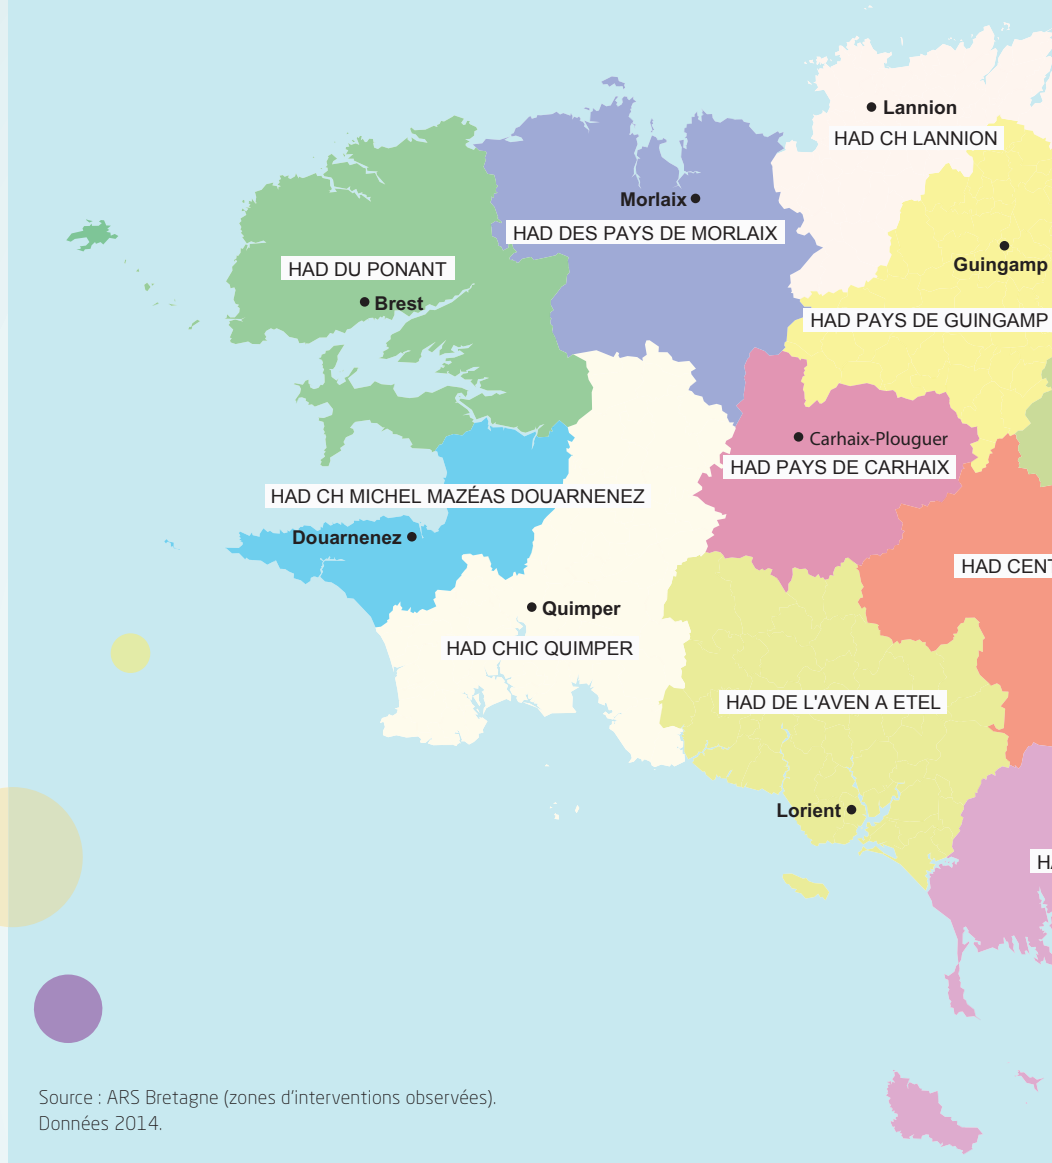 Lannion
HAD CH LANNION
Morlaix
HAD DES PAYS DE MORLAIX
Guingamp
HAD DU PONANT
Brest
HAD PAYS DE GUINGAMP
Carhaix-Plouguer
HAD PAYS DE CARHAIX
HAD CH MICHEL MAZÉAS DOUARNENEZ
Douarnenez
HAD CENT
Quimper
HAD CHIC QUIMPER
HAD DE L'AVEN A ETEL
Lorient
Source : ARS Bretagne (zones d'interventions observées).
Données 2014.